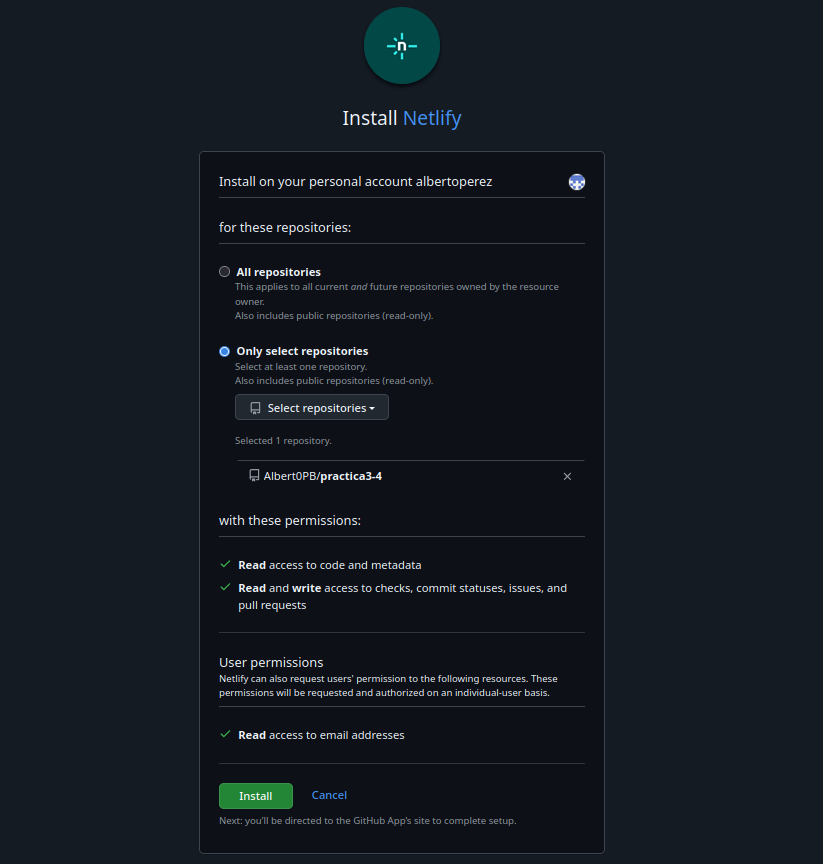 n
Install Netlify
Install on your personal account albertoperez
for these repositories:
All repositories
This applies to all current and future repositories owned by the resource
owner.
Also includes public repositories (read-only).
Only select repositories
Select at least one repository.
Also includes public repositories (read-only).
Select repositories
Selected 1 repository.
Albert0PB/practica3-4
with these permissions:
Read access to code and metadata
Read and write access to checks, commit statuses, issues, and
pull requests
User permissions
Netlify can also request users' permission to the following resources. These
permissions will be requested and authorized on an individual-user basis.
Read access to email addresses
Install Cancel
Next: you'll be directed to the GitHub App's site to complete setup.